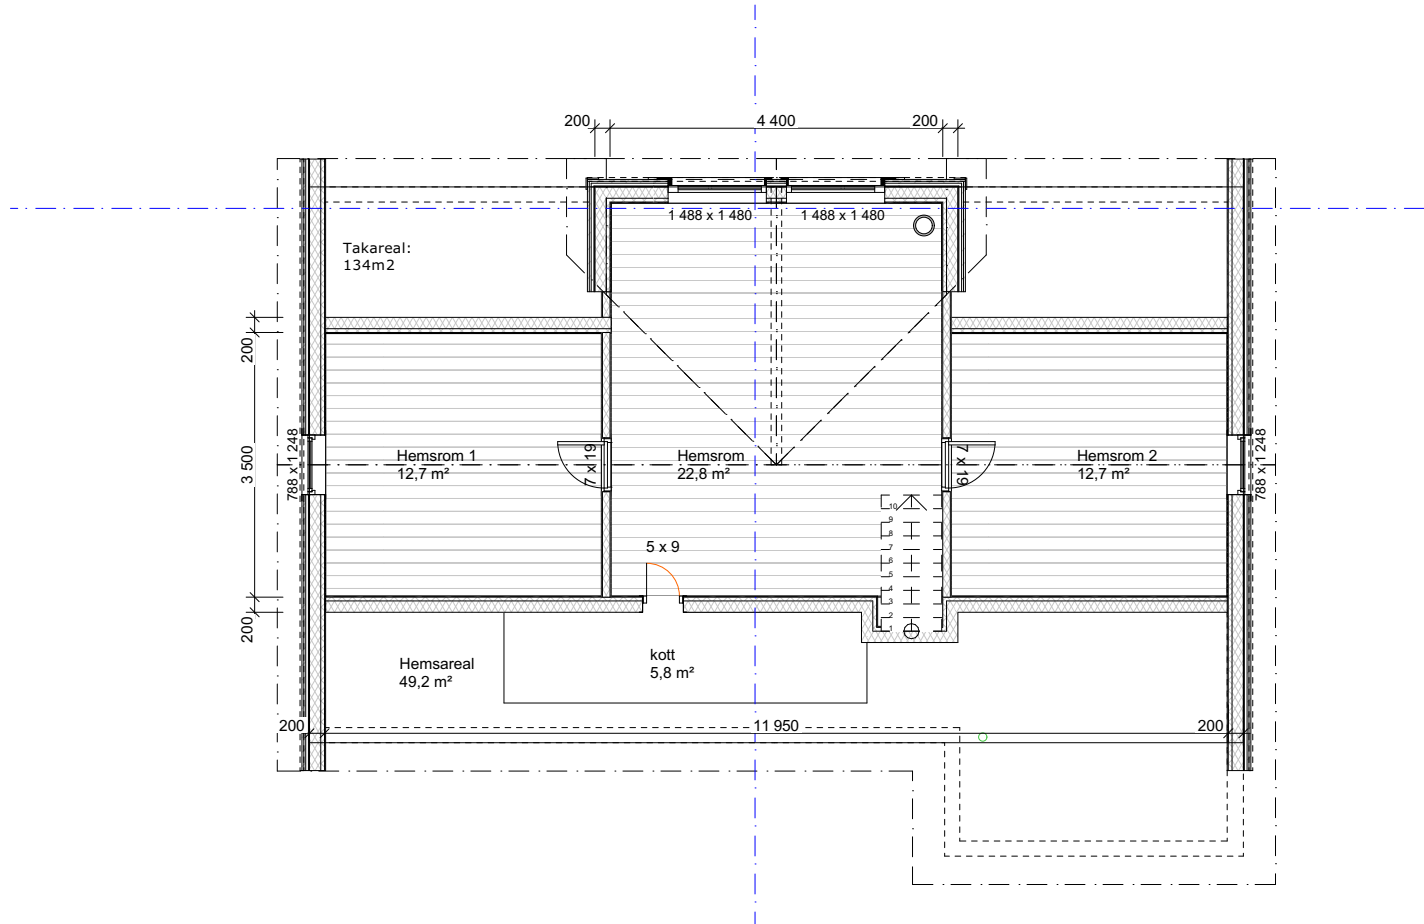 200
4 400
200
1 488 x 1 480
1 488 x 1 480
Takareal:
134m2
200
3 500
200
788 x 1 248
Hemsrom 1
12,7 m²
7 x 19
Hemsrom
22,8 m²
7 x 19
Hemsrom 2
12,7 m²
788 x 1 248
10
9
8
7
6
5
4
3
2
1
5 x 9
Hemsareal
49,2 m²
kott
5,8 m²
200
11 950
200